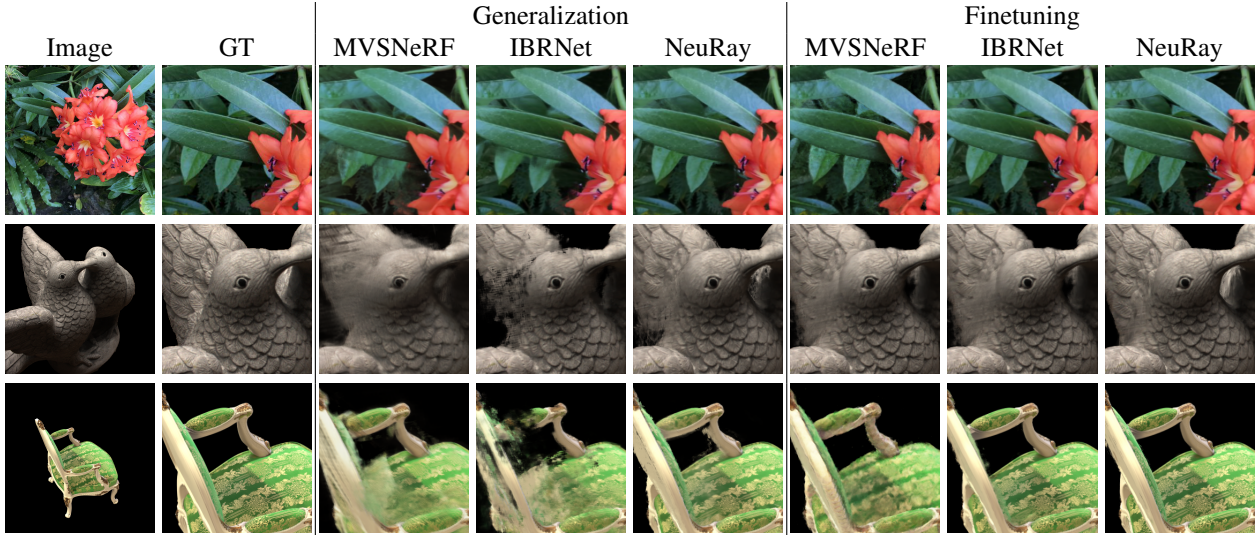 Generalization Finetuning
Image GT MVSNeRF IBRNet NeuRay MVSNeRF IBRNet NeuRay